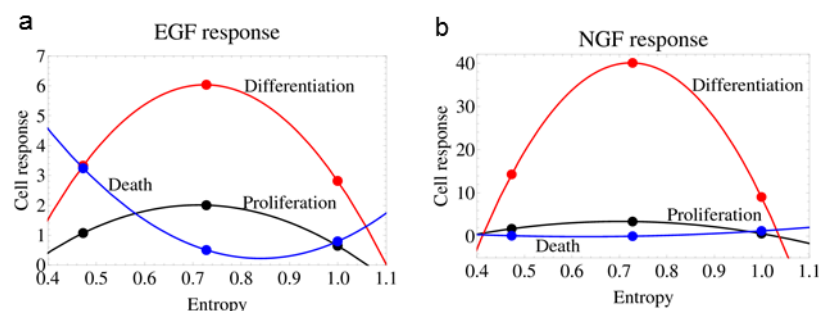 a
EGF response
7
6
5
4
3
2
1
0
Cell response
Differentiation
Death
Proliferation
0.4 0.5 0.6 0.7 0.8 0.9 1.0 1.1
Entropy
b
NGF response
40
30
20
10
0
Cell response
Differentiation
Proliferation
Death
0.4 0.5 0.6 0.7 0.8 0.9 1.0 1.1
Entropy